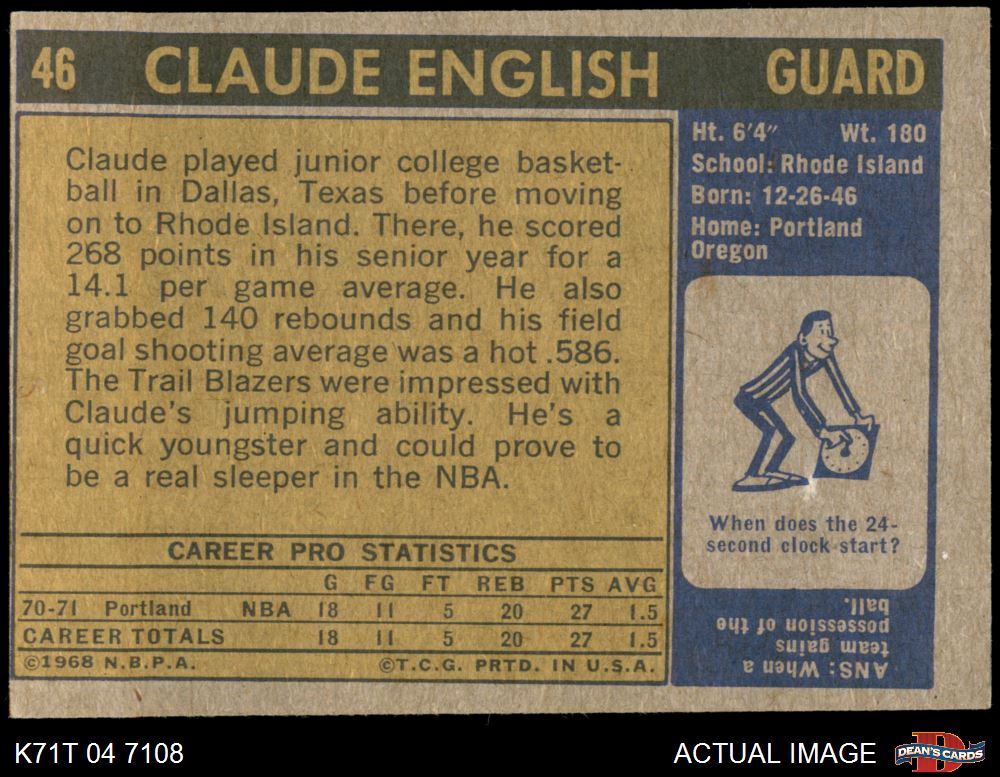 46 CLAUDE ENGLISH GUARD
Claude played junior college basket-
ball in Dallas, Texas before moving
on to Rhode Island. There, he scored
268 points in his senior year for a
14.1 per game average. He also
grabbed 140 rebounds and his field
goal shooting average was a hot .586.
The Trail Blazers were impressed with
Claude's jumping ability. He's a
quick youngster and could prove to
be a real sleeper in the NBA.
CAREER PRO STATISTICS
G FG FT REB PTS AVG
70-71 Portland NBA 18 11 5 20 27 1.5
CAREER TOTALS 18 11 5 20 27 1.5
©1968 N.B.P.A. ©T.C.G. PRTD. IN U.S.A.
Ht. 6'4" Wt. 180
School: Rhode Island
Born: 12-26-46
Home: Portland
Oregon
When does the 24-
second clock start?
ANS: When a
team gains
possession of the
ball.
K71T 04 7108 ACTUAL IMAGE D DEAN'S CARDS